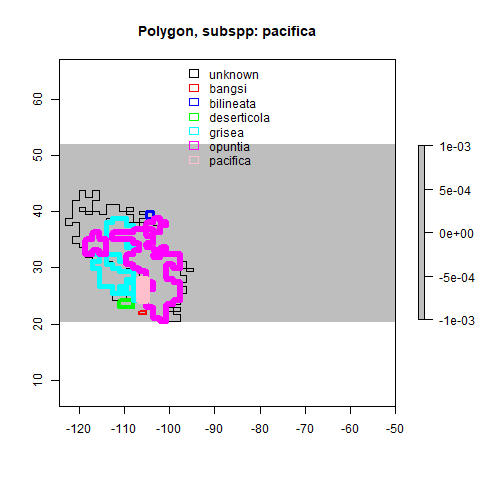 Polygon, subspp: pacifica
unknown
bangsi
bilineata
deserticola
grisea
opuntia
pacifica
60
50
40
30
20
10
-120 -110 -100 -90 -80 -70 -60 -50
1e-03
5e-04
0e+00
-5e-04
-1e-03